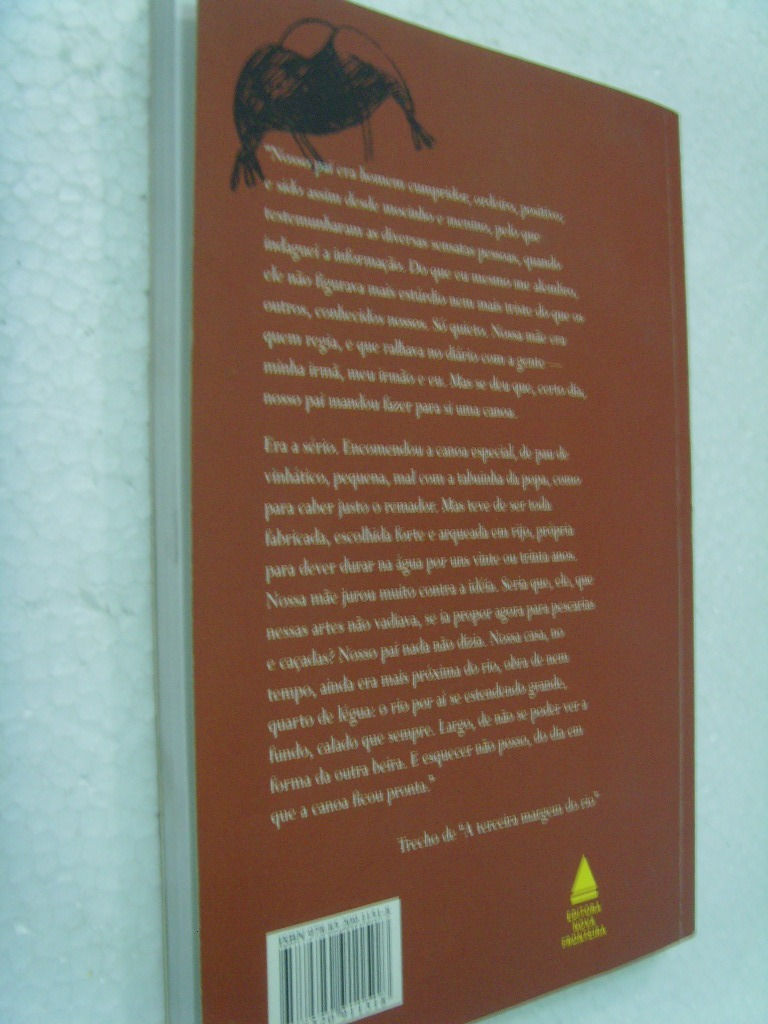 "Nosso pai era homem cumpridor, ordeiro, positivo;
e sido assim desde mocinho e menino, pelo que
testemunharam as diversas sensatas pessoas, quando
indaguei a informação. Do que eu mesmo me alembro,
ele não figurava mais estúrdio nem mais triste do que os
outros, conhecidos nossos. Só quieto. Nossa mãe era
quem regia, e que ralhava no diário com a gente —
minha irmã, meu irmão e eu. Mas se deu que, certo dia,
nosso pai mandou fazer para si uma canoa.
Era a sério. Encomendou a canoa especial, de pau de
vinhático, pequena, mal com a tabuinha da popa, como
para caber justo o remador. Mas teve de ser toda
fabricada, escolhida forte e arqueada em rijo, própria
para dever durar na água por uns vinte ou trinta anos.
Nossa mãe jurou muito contra a idéia. Seria que, ele, que
nessas artes não vadiava, se ia propor agora para pescarias
e caçadas? Nosso pai nada não dizia. Nossa casa, no
tempo, ainda era mais próxima do rio, obra de nem
quarto de légua: o rio por aí se estendendo grande,
fundo, calado que sempre. Largo, de não se poder ver a
forma da outra beira. E esquecer não posso, do dia em
que a canoa ficou pronta."
Trecho de "A terceira margem do rio"
EDITORA
NOVA
FRONTEIRA
ISBN